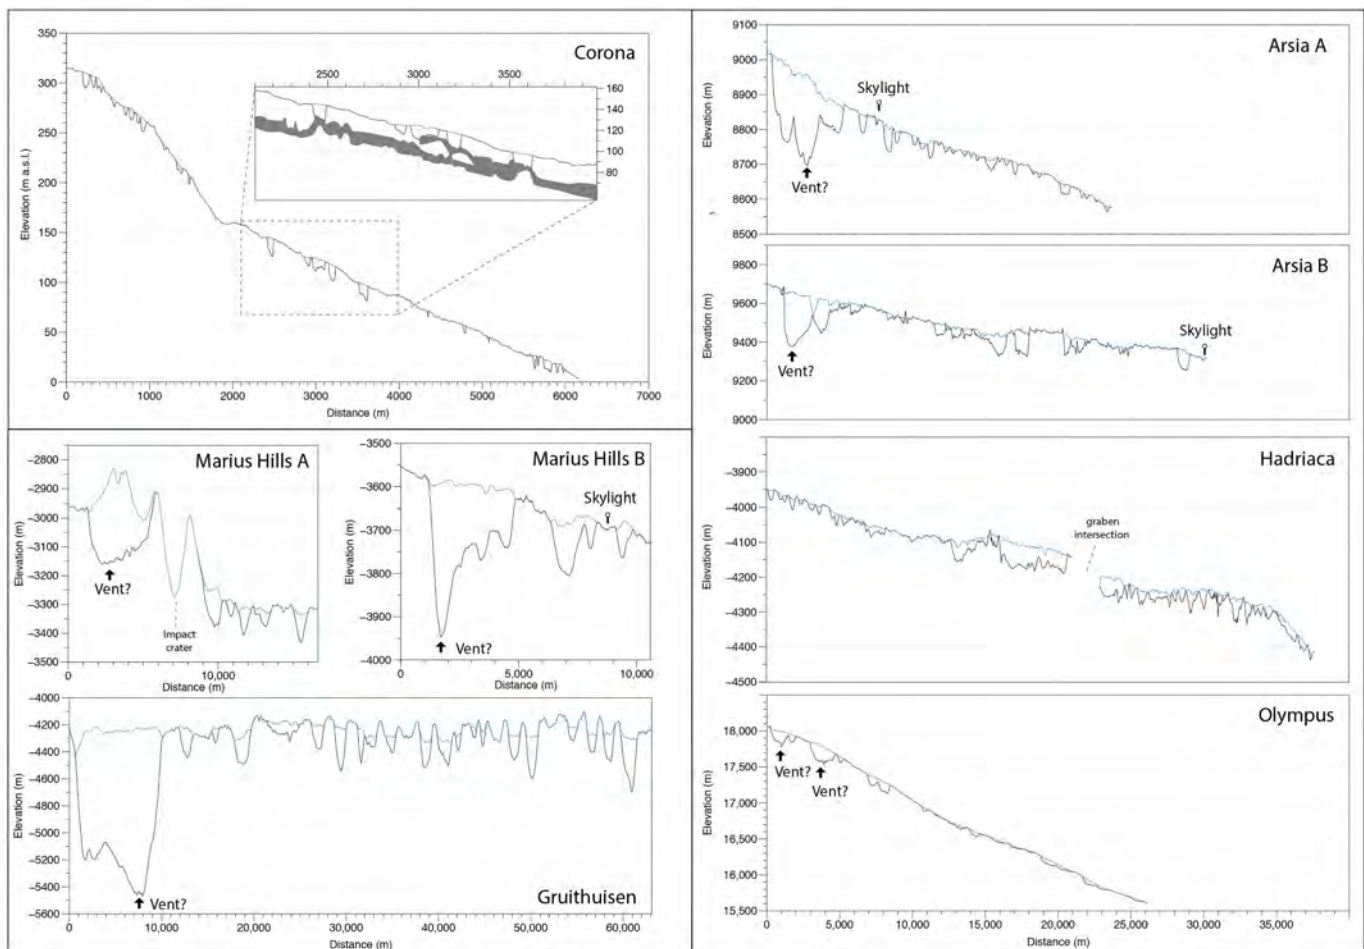 Corona
350
300
250
200
150
100
50
0
Elevation (m a.s.l.)
0 1000 2000 3000 4000 5000 6000 7000
Distance (m)
2500 3000 3500
160
140
120
100
80
Marius Hills A
–2800
–2900
–3000
–3100
–3200
–3300
–3400
–3500
Elevation (m)
Vent?
Impact
crater
0 10,000
Distance (m)
Marius Hills B
–3500
–3600
–3700
–3800
–3900
–4000
Elevation (m)
Skylight
Vent?
0 5,000 10,000
Distance (m)
Gruithuisen
–4000
–4200
–4400
–4600
–4800
–5000
–5200
–5400
–5600
Elevation (m)
Vent?
0 10,000 20,000 30,000 40,000 50,000 60,000
Distance (m)
Arsia A
9100
9000
8900
8800
8700
8600
8500
Elevation (m)
Skylight
Vent?
Arsia B
9800
9600
9400
9200
9000
Elevation (m)
Skylight
Vent?
Hadriaca
–3900
–4000
–4100
–4200
–4300
–4400
–4500
Elevation (m)
graben
intersection
Olympus
18,000
17,500
17,000
16,500
16,000
15,500
Elevation (m)
Vent?
Vent?
0 5,000 10,000 15,000 20,000 25,000 30,000 35,000
Distance (m)